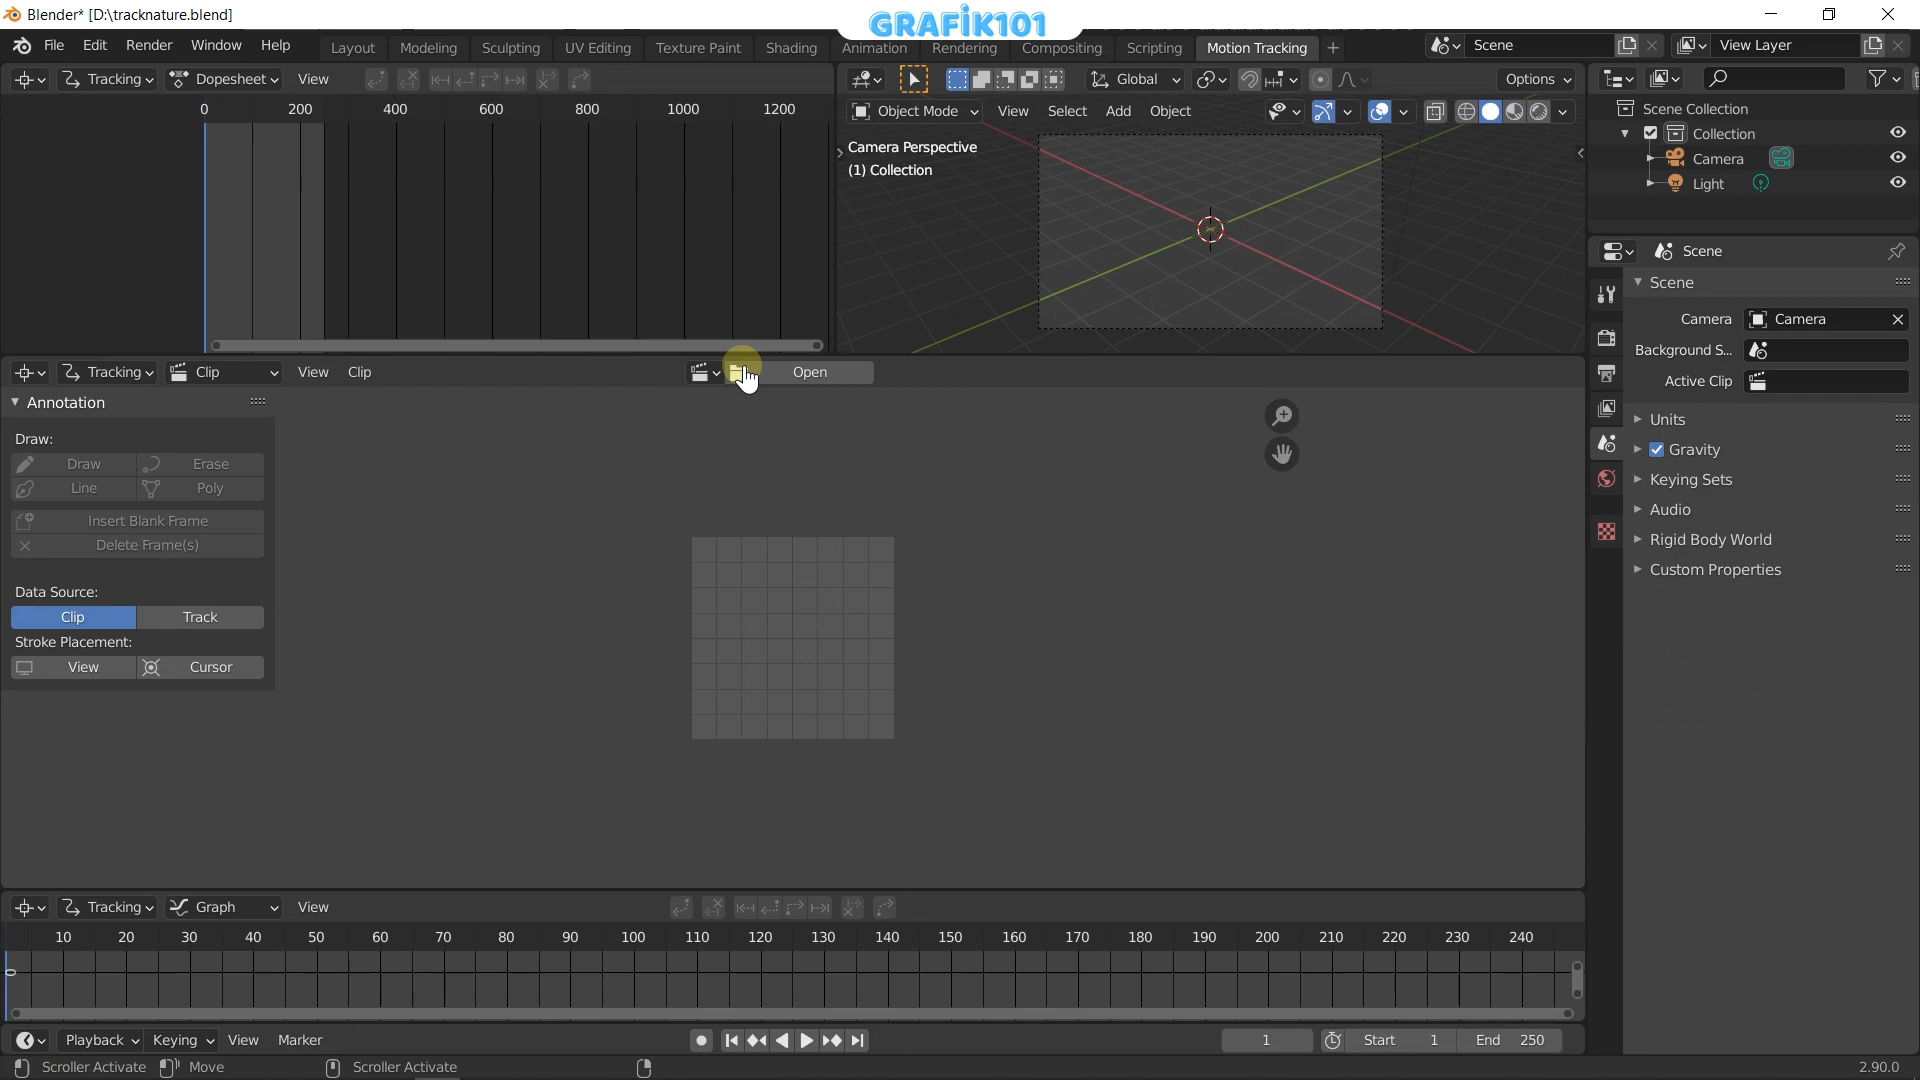 Blender* [D:\tracknature.blend]
GRAFİK101
File Edit Render Window Help
Layout Modeling Sculpting UV Editing Texture Paint Shading Animation Rendering Compositing Scripting Motion Tracking +
Scene
View Layer
Tracking Dopesheet View
Global
Options
0 200 400 600 800 1000 1200
Object Mode View Select Add Object
Camera Perspective
(1) Collection
Scene Collection
Collection
Camera
Light
Scene
Scene
Camera Camera
Background S...
Active Clip
Units
Gravity
Keying Sets
Audio
Rigid Body World
Custom Properties
Tracking Clip View Clip
Open
Annotation
Draw:
Draw Erase
Line Poly
Insert Blank Frame
Delete Frame(s)
Data Source:
Clip Track
Stroke Placement:
View Cursor
Tracking Graph View
10 20 30 40 50 60 70 80 90 100 110 120 130 140 150 160 170 180 190 200 210 220 230 240
0
Playback Keying View Marker
1
Start 1
End 250
Scroller Activate Move Scroller Activate
2.90.0